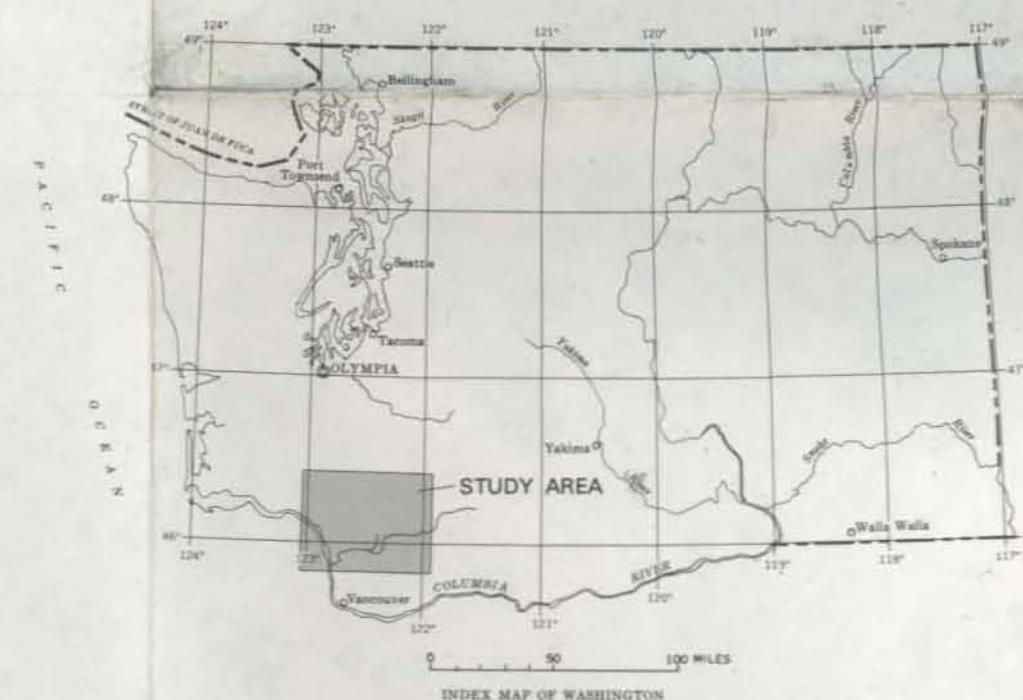 124° 123° 122° 121° 120° 119° 118° 117°
49° 49°
Bellingham
Skagit River
STRAIT OF JUAN DE FUCA
Columbia River
Port
Townsend
48° 48°
Spokane
Seattle
PACIFIC
OCEAN
Tacoma
OLYMPIA
47° 47°
Yakima
Yakima
River
Snake River
STUDY AREA
46°
Walla Walla
124° 123° 119° 118° 117°
COLUMBIA RIVER
Vancouver
122° 121° 120°
0 50 100 MILES
INDEX MAP OF WASHINGTON